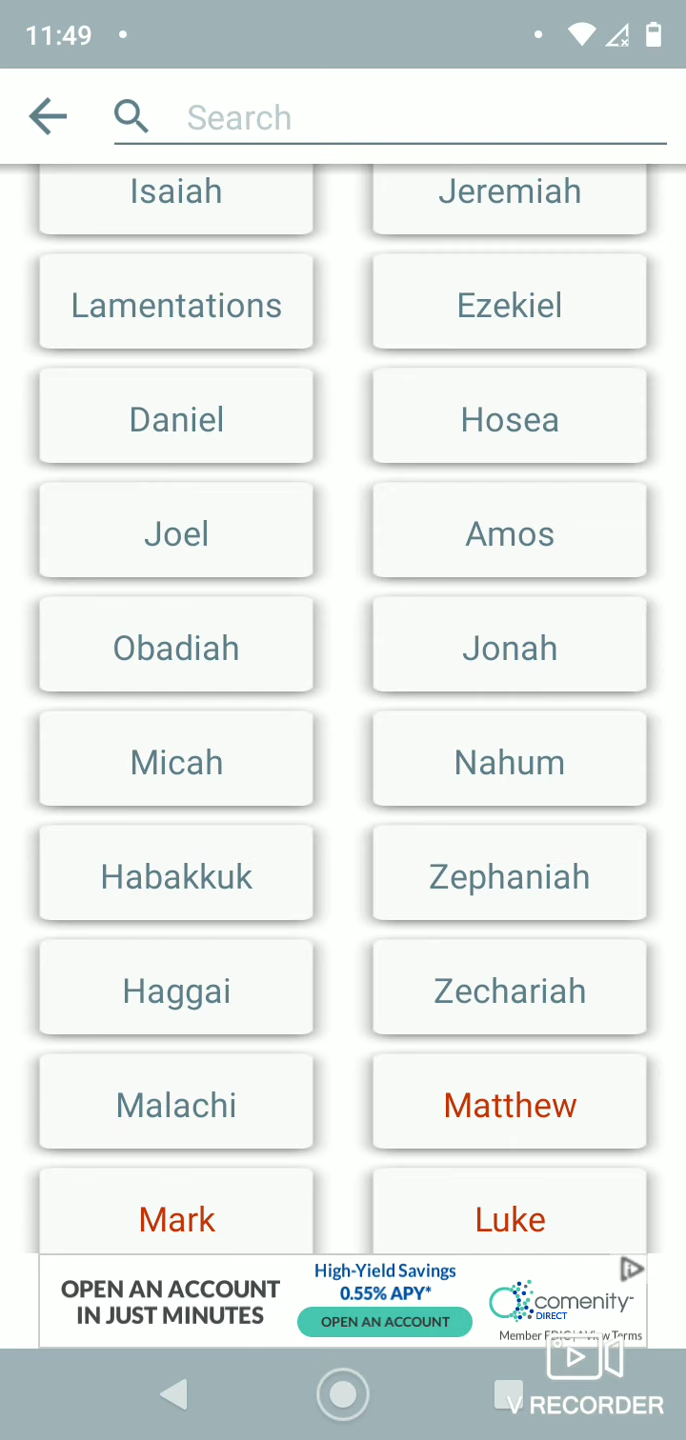 11:49
Search
Isaiah
Jeremiah
Lamentations
Ezekiel
Daniel
Hosea
Joel
Amos
Obadiah
Jonah
Micah
Nahum
Habakkuk
Zephaniah
Haggai
Zechariah
Malachi
Matthew
Mark
Luke
OPEN AN ACCOUNT
IN JUST MINUTES
High-Yield Savings
0.55% APY*
OPEN AN ACCOUNT
comenity
DIRECT
Member FDIC | View Terms
V RECORDER